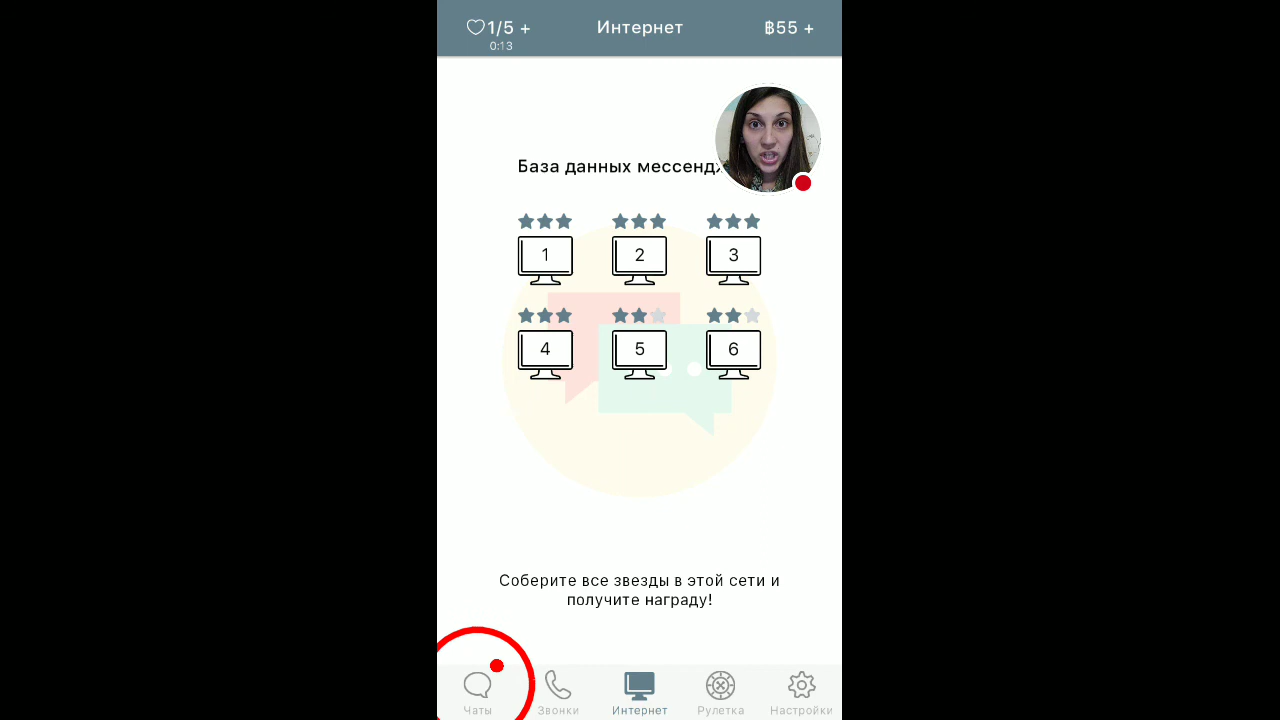 1/5 +
0:13
Интернет
฿55 +
База данных мессендж
1
2
3
4
5
6
Соберите все звезды в этой сети и
получите награду!
Чаты
Звонки
Интернет
Рулетка
Настройки